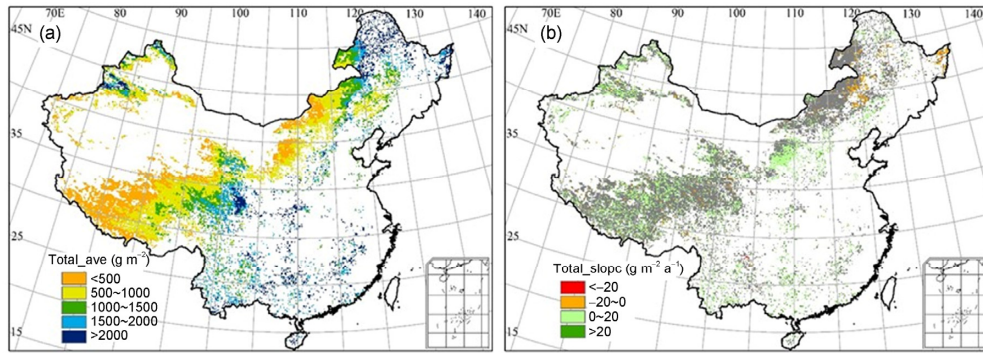 70E 80 90 100 110 120 130 140
45N
(a)
35
25
15
Total_ave (g m⁻²)
<500
500~1000
1000~1500
1500~2000
>2000
70E 80 90 100 110 120 130 140
45N
(b)
35
25
15
Total_slopc (g m⁻² a⁻¹)
<−20
−20~0
0~20
>20